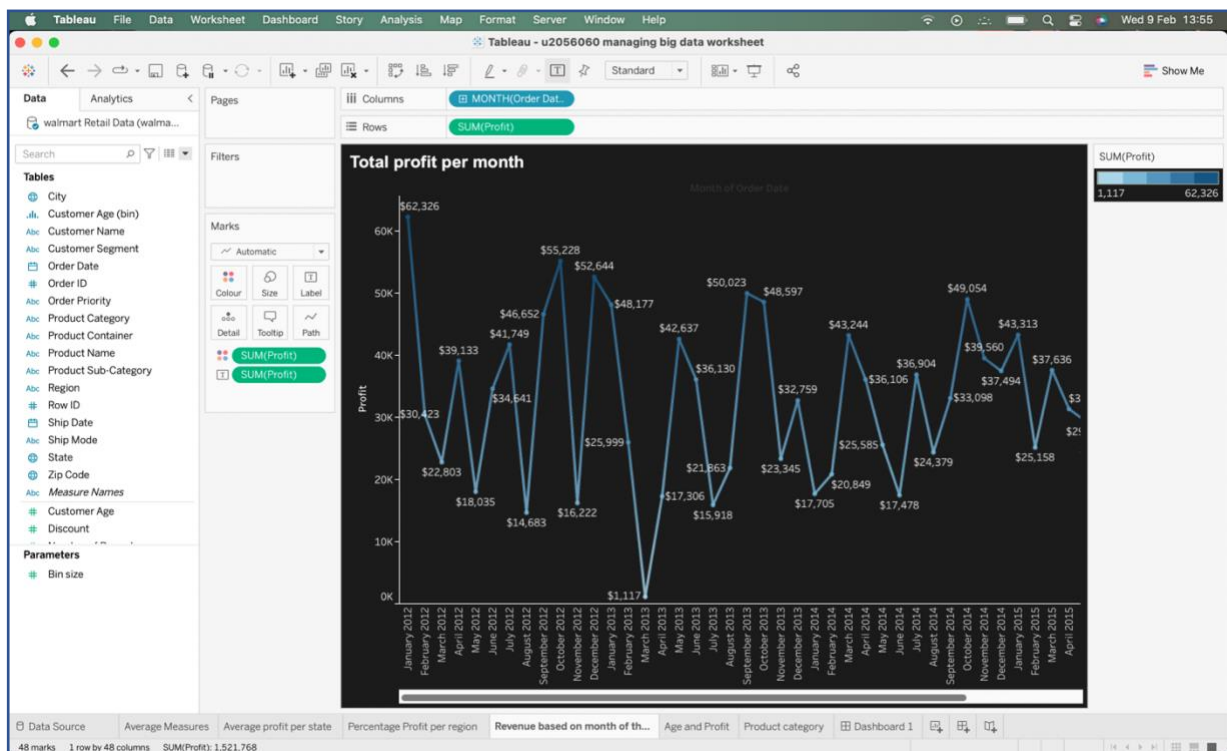 Tableau File Data Worksheet Dashboard Story Analysis Map Format Server Window Help Wed 9 Feb 13:55
Tableau - u2056060 managing big data worksheet
Standard Show Me
Data Analytics
walmart Retail Data (walma...
Search
Tables
City
Customer Age (bin)
Abc Customer Name
Abc Customer Segment
Order Date
# Order ID
Abc Order Priority
Abc Product Category
Abc Product Container
Abc Product Name
Abc Product Sub-Category
Abc Region
# Row ID
Ship Date
Abc Ship Mode
State
Zip Code
Abc Measure Names
# Customer Age
# Discount
Parameters
# Bin size
Pages
Filters
Marks
Automatic
Colour Size Label
Detail Tooltip Path
SUM(Profit)
SUM(Profit)
Columns MONTH(Order Dat..
Rows SUM(Profit)
Total profit per month
Month of Order Date
Profit
60K
50K
40K
30K
20K
10K
0K
$62,326
$30,423
$22,803
$39,133
$18,035
$34,641
$41,749
$14,683
$46,652
$55,228
$16,222
$52,644
$48,177
$25,999
$1,117
$17,306
$42,637
$36,130
$15,918
$21,863
$50,023
$48,597
$23,345
$32,759
$17,705
$20,849
$43,244
$36,106
$25,585
$17,478
$36,904
$24,379
$33,098
$49,054
$39,560
$37,494
$43,313
$25,158
$37,636
January 2012
February 2012
March 2012
April 2012
May 2012
June 2012
July 2012
August 2012
September 2012
October 2012
November 2012
December 2012
January 2013
February 2013
March 2013
April 2013
May 2013
June 2013
July 2013
August 2013
September 2013
October 2013
November 2013
December 2013
January 2014
February 2014
March 2014
April 2014
May 2014
June 2014
July 2014
August 2014
September 2014
October 2014
November 2014
December 2014
January 2015
February 2015
March 2015
April 2015
SUM(Profit)
1,117 62,326
Data Source Average Measures Average profit per state Percentage Profit per region Revenue based on month of th... Age and Profit Product category Dashboard 1
48 marks 1 row by 48 columns SUM(Profit): 1,521,768